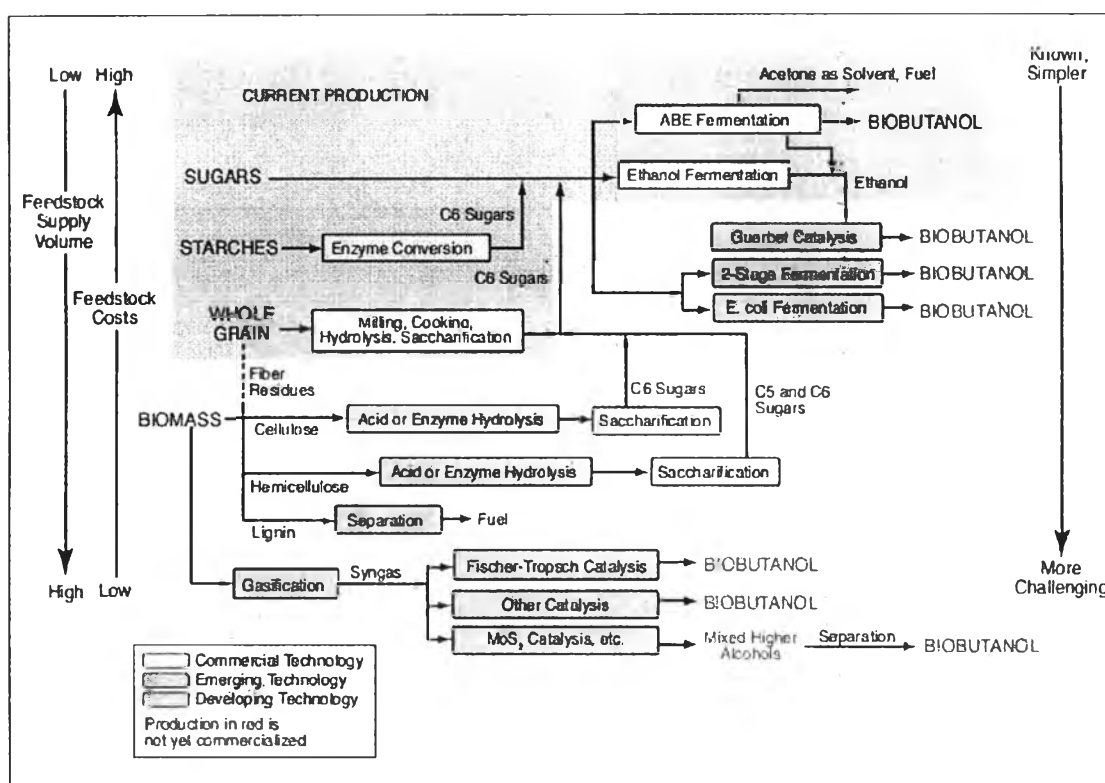 Low High
Known,
Simpler
Acetone as Solvent, Fuel
CURRENT PRODUCTION
ABE Fermentation
BIOBUTANOL
SUGARS
Ethanol Fermentation
Ethanol
Feedstock
Supply
Volume
C6 Sugars
STARCHES
Enzyme Conversion
Guerbet Catalysis
BIOBUTANOL
C6 Sugars
2-Stage Fermentation
BIOBUTANOL
Feedstock
Costs
E. coli Fermentation
BIOBUTANOL
WHOLE
GRAIN
Milling, Cooking,
Hydrolysis, Saccharification
Fiber
Residues
C6 Sugars
C5 and C6
Sugars
BIOMASS
Cellulose
Acid or Enzyme Hydrolysis
Saccharification
Hemicellulose
Acid or Enzyme Hydrolysis
Saccharification
Lignin
Separation
Fuel
High Low
More
Challenging
Gasification
Syngas
Fischer-Tropsch Catalysis
BIOBUTANOL
Other Catalysis
BIOBUTANOL
MoS₂ Catalysis, etc.
Mixed Higher
Alcohols
Separation
BIOBUTANOL
Commercial Technology
Emerging Technology
Developing Technology
Production in red is
not yet commercialized